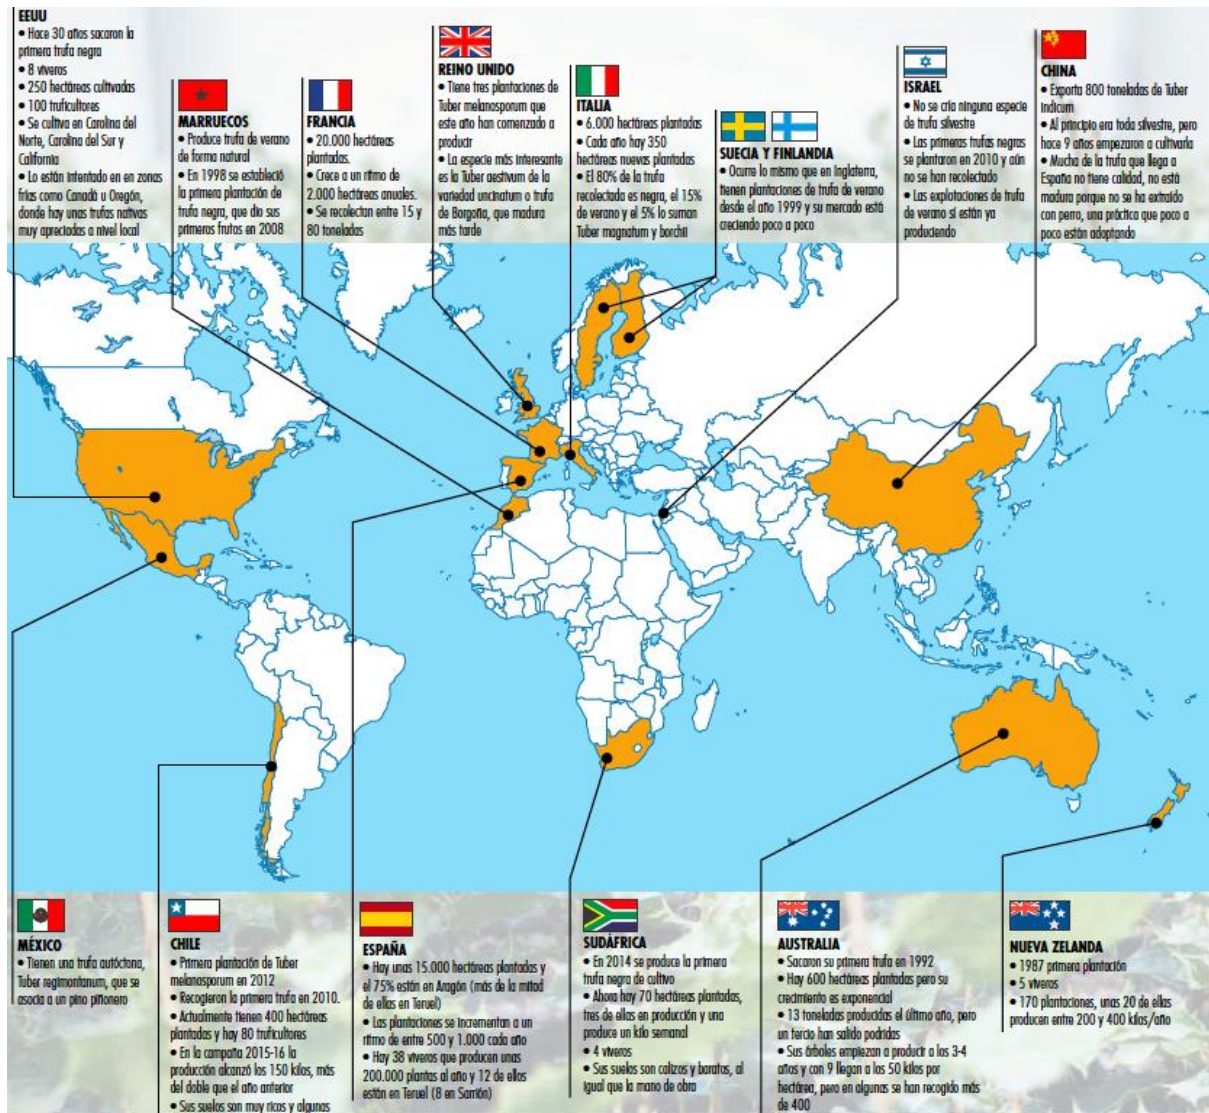 EEUU
• Hace 30 años sacaron la
primera trufa negra
• 8 viveros
• 250 hectáreas cultivadas
• 100 truficultores
• Se cultiva en Carolina del
Norte, Carolina del Sur y
California
• Lo están intentado en en zonas
frías como Canadá u Oregón,
donde hay unas trufas nativas
muy apreciadas a nivel local
MARRUECOS
• Produce trufa de verano
de forma natural
• En 1998 se estableció
la primera plantación de
trufa negra, que dio sus
primeros frutos en 2008
FRANCIA
• 20.000 hectáreas
plantadas.
• Crece a un ritmo de
2.000 hectáreas anuales.
• Se recolectan entre 15 y
80 toneladas
REINO UNIDO
• Tiene tres plantaciones de
Tuber melanosporum que
este año han comenzado a
producir
• La especie más interesante
es la Tuber aestivum de la
variedad uncinatum o trufa
de Borgoña, que madura
más tarde
ITALIA
• 6.000 hectáreas plantadas
• Cada año hay 350
hectáreas nuevas plantadas
• El 80% de la trufa
recolectada es negra, el 15%
de verano y el 5% lo suman
Tuber magnatum y borchii
SUECIA Y FINLANDIA
• Ocurre lo mismo que en Inglaterra,
tienen plantaciones de trufa de verano
desde el año 1999 y su mercado está
creciendo poco a poco
ISRAEL
• No se cría ninguna especie
de trufa silvestre
• Las primeras trufas negras
se plantaron en 2010 y aún
no se han recolectado
• Las explotaciones de trufa
de verano sí están ya
produciendo
CHINA
• Exporta 800 toneladas de Tuber
indicum
• Al principio era toda silvestre, pero
hace 9 años empezaron a cultivarla
• Mucha de la trufa que llega a
España no tiene calidad, no está
madura porque no se ha extraído
con perro, una práctica que poco a
poco están adoptando
MÉXICO
• Tienen una trufa autóctona,
Tuber regimontanum, que se
asocia a un pino piñonero
CHILE
• Primera plantación de Tuber
melanosporum en 2012
• Recogieron la primera trufa en 2010.
• Actualmente tienen 400 hectáreas
plantadas y hay 80 truficultores
• En la campaña 2015-16 la
producción alcanzó los 150 kilos, más
del doble que el año anterior
• Sus suelos son muy ricos y algunas
ESPAÑA
• Hay unas 15.000 hectáreas plantadas y
el 75% están en Aragón (más de la mitad
de ellas en Teruel)
• Las plantaciones se incrementan a un
ritmo de entre 500 y 1.000 cada año
• Hay 38 viveros que producen unas
200.000 plantas al año y 12 de ellos
están en Teruel (8 en Sarrión)
SUDÁFRICA
• En 2014 se produce la primera
trufa negra de cultivo
• Ahora hay 70 hectáreas plantadas,
tres de ellas en producción y una
produce un kilo semanal
• 4 viveros
• Sus suelos son calizos y baratos, al
igual que la mano de obra
AUSTRALIA
• Sacaron su primera trufa en 1992
• Hay 600 hectáreas plantadas pero su
crecimiento es exponencial
• 13 toneladas producidas el último año, pero
un tercio han salido podridas
• Sus árboles empiezan a producir a los 3-4
años y con 9 llegan a los 50 kilos por
hectárea, pero en algunas se han recogido más
de 400
NUEVA ZELANDA
• 1987 primera plantación
• 5 viveros
• 170 plantaciones, unas 20 de ellas
producen entre 200 y 400 kilos/año